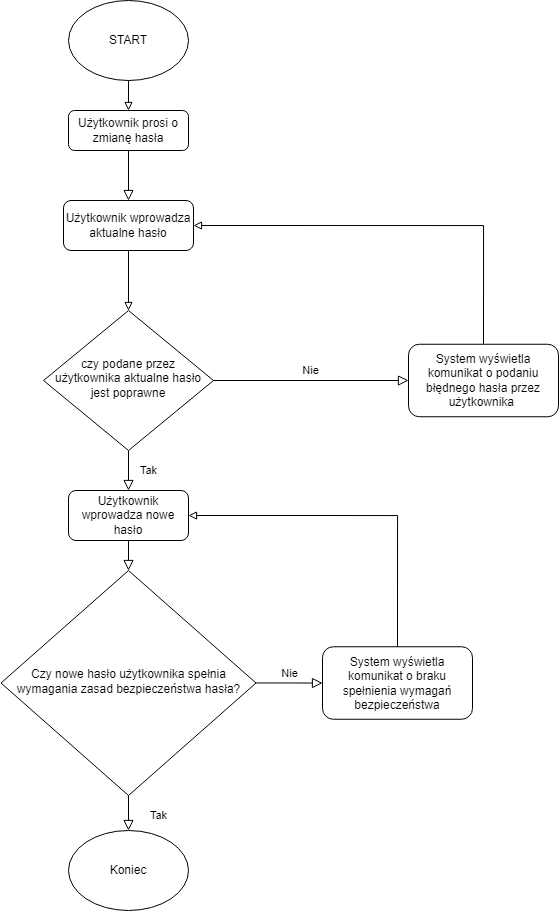 START
Użytkownik prosi o
zmianę hasła
Użytkownik wprowadza
aktualne hasło
czy podane przez
użytkownika aktualne hasło
jest poprawne
Nie
System wyświetla
komunikat o podaniu
błędnego hasła przez
użytkownika
Tak
Użytkownik
wprowadza nowe
hasło
Czy nowe hasło użytkownika spełnia
wymagania zasad bezpieczeństwa hasła?
Nie
System wyświetla
komunikat o braku
spełnienia wymagań
bezpieczeństwa
Tak
Koniec